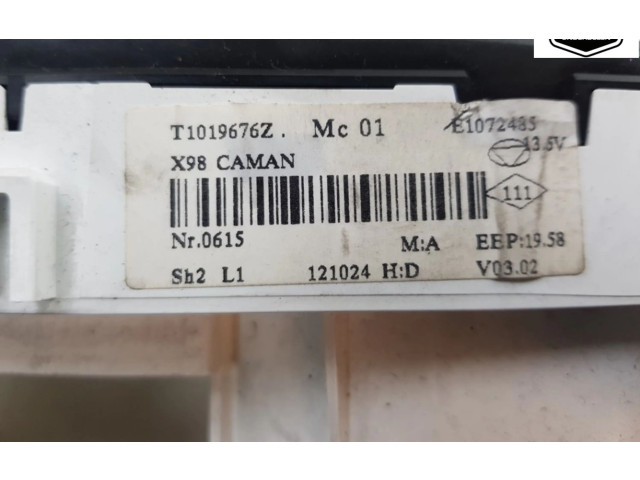 T1019676Z. Mc 01 E1072485
13.5V
X98 CAMAN
111
Nr.0615 M:A EEP:19.58
Sh2 L1 121024 H:D V03.02